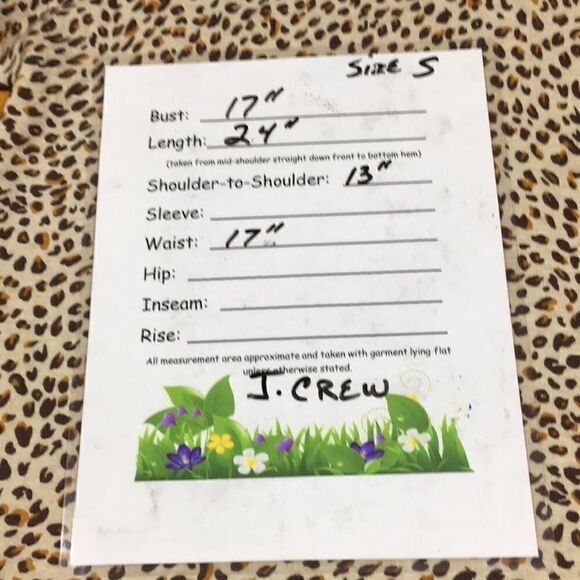 Size S
Bust: 17"
Length: 24"
(taken from mid-shoulder straight down front to bottom hem)
Shoulder-to-Shoulder: 13"
Sleeve:
Waist: 17"
Hip:
Inseam:
Rise:
All measurement area approximate and taken with garment lying flat
unless otherwise stated.
J. CREW